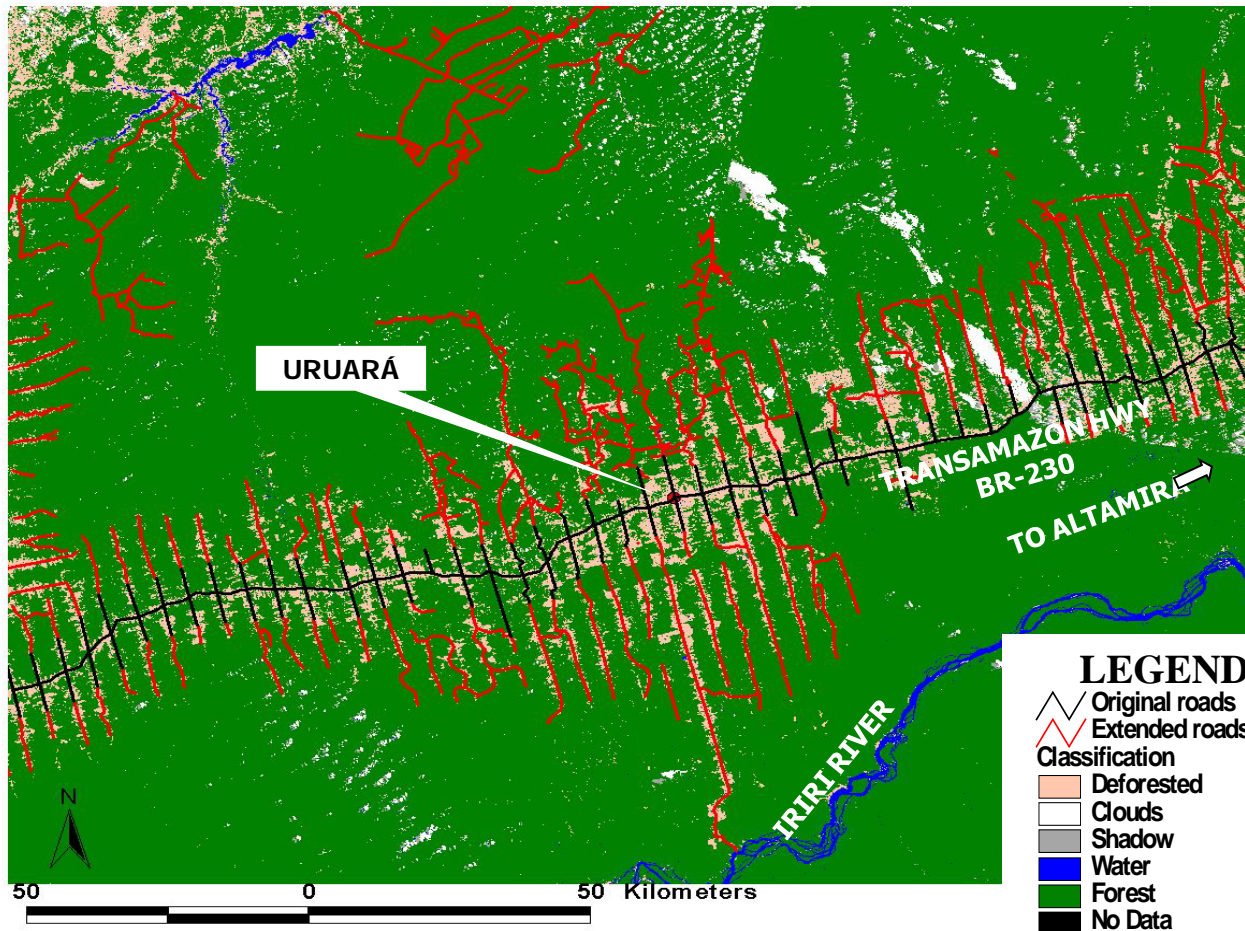 URUARÁ
TRANSAMAZON HWY
BR-230
TO ALTAMIRA
IRIRI RIVER
N
50 0 50 Kilometers
LEGEND
Original roads
Extended roads
Classification
Deforested
Clouds
Shadow
Water
Forest
No Data